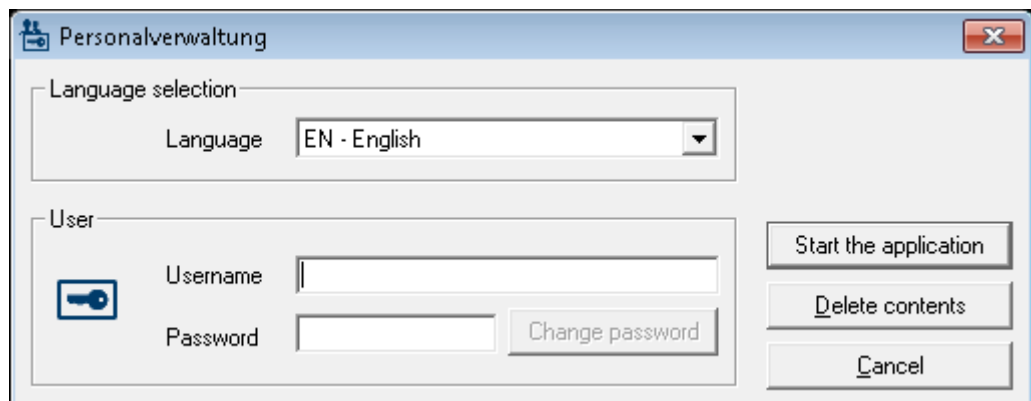 Personalverwaltung
Language selection
Language EN - English
User
Username
Password Change password
Start the application
Delete contents
Cancel